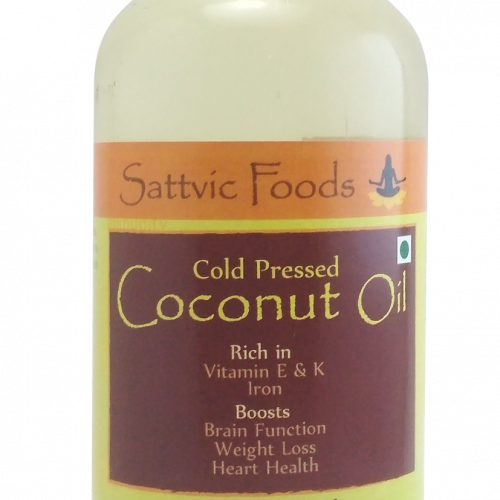 Sattvic Foods
Cold Pressed
Coconut Oil
Rich in
Vitamin E & K
Iron
Boosts
Brain Function
Weight Loss
Heart Health